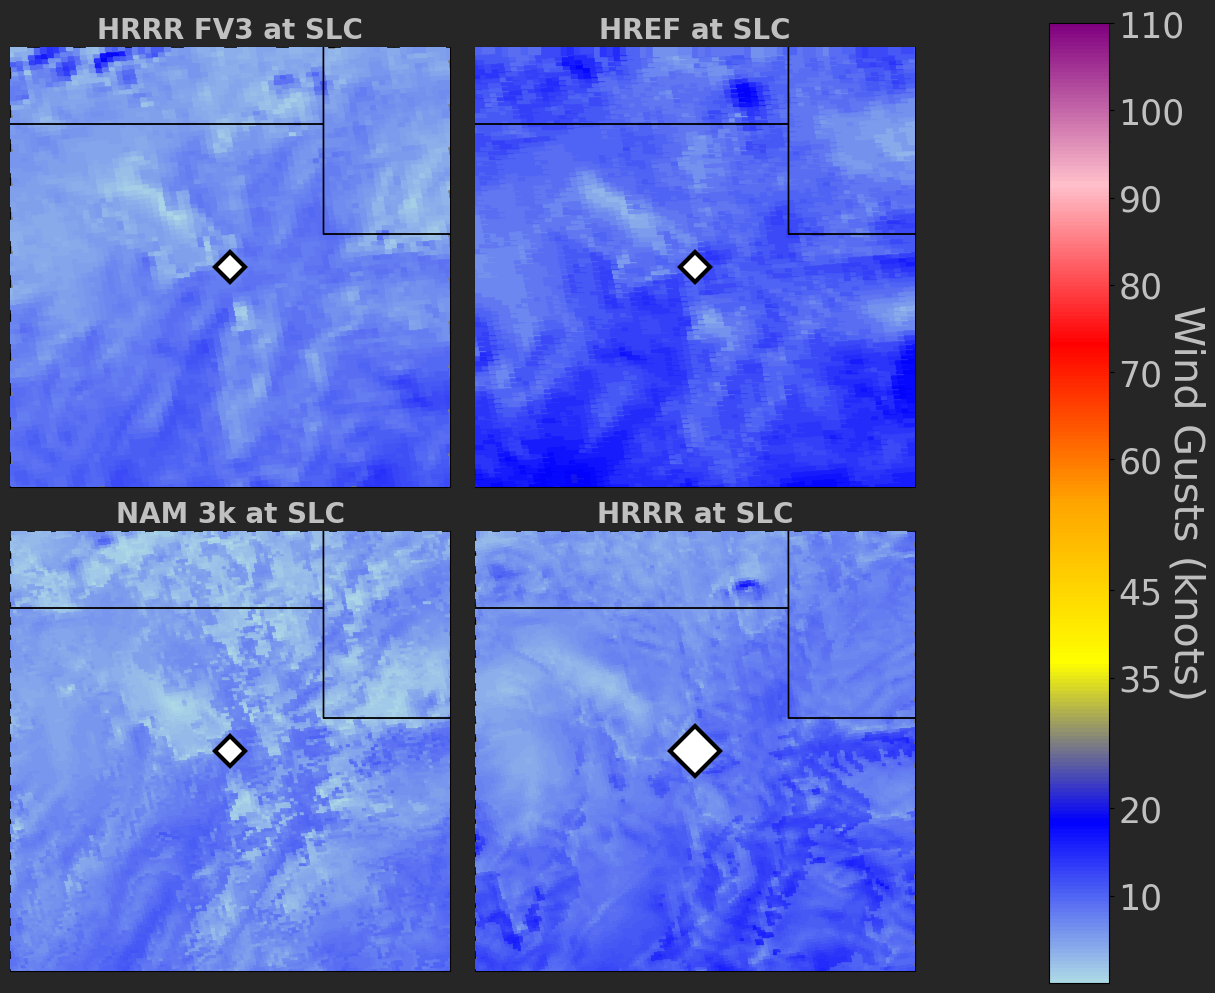 HRRR FV3 at SLC
HREF at SLC
NAM 3k at SLC
HRRR at SLC
110
100
90
80
70
60
45
35
20
10
Wind Gusts (knots)